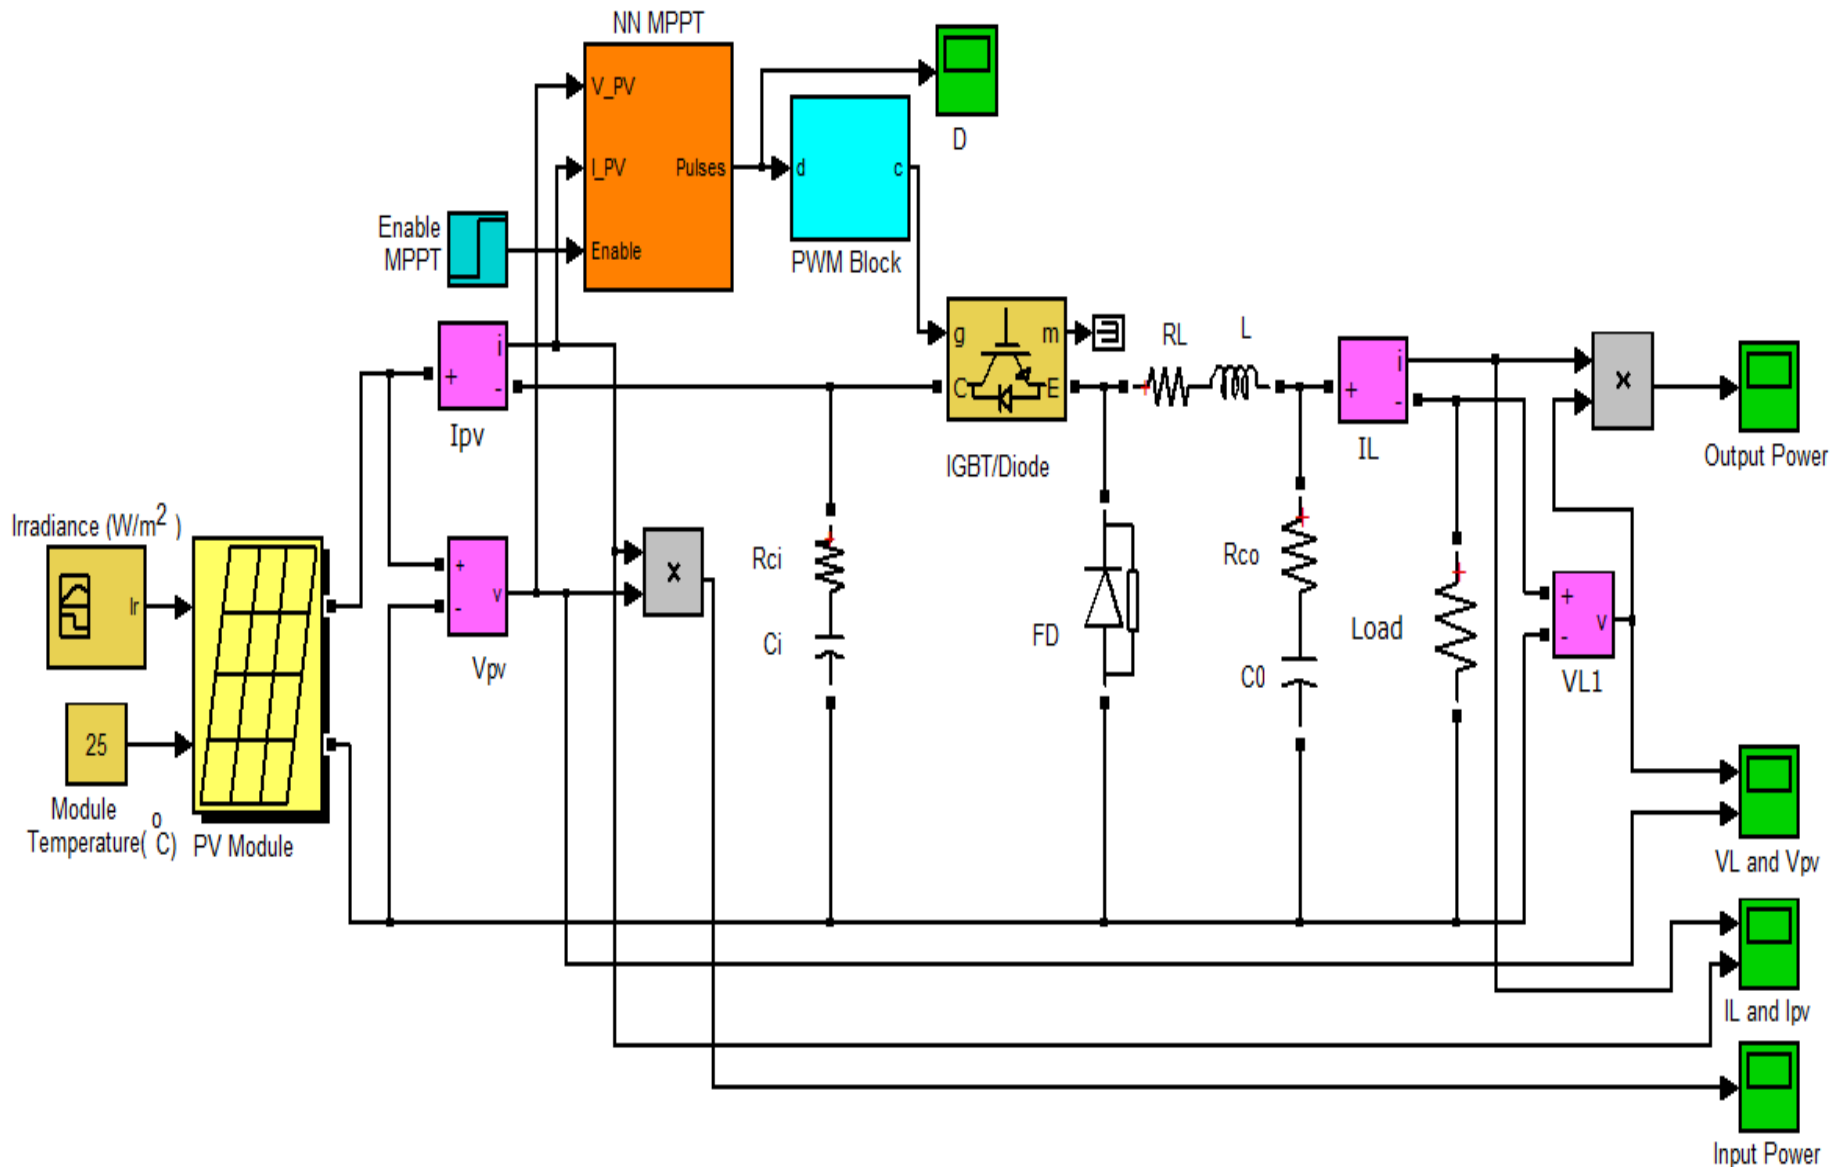 NN MPPT
V_PV
I_PV
Pulses
Enable
D
d
c
PWM Block
Enable
MPPT
i
+
-
Ipv
g
m
C
E
IGBT/Diode
RL
L
i
+
-
IL
x
Output Power
Irradiance (W/m2 )
Ir
+
-
v
Vpv
x
Rci
Ci
FD
Rco
C0
Load
+
-
v
VL1
25
Module
Temperature( oC)
PV Module
VL and Vpv
IL and Ipv
Input Power